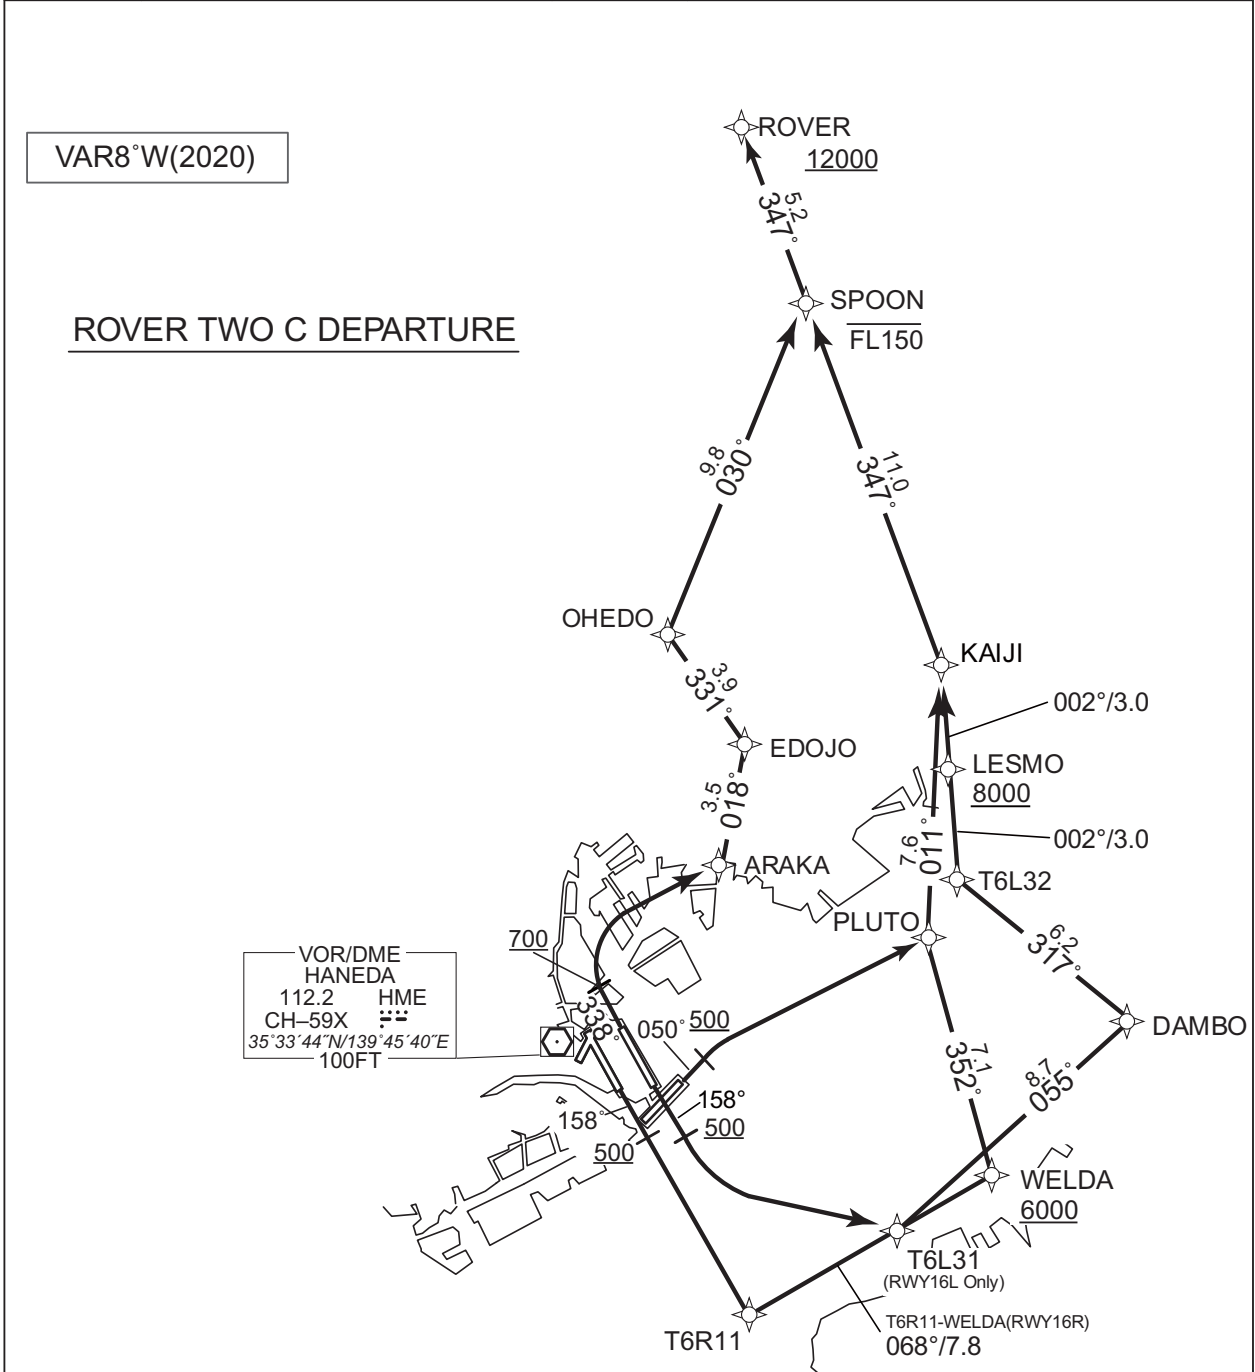 ROVER
12000
VAR8°W(2020)
5.2
347°
SPOON
FL150
ROVER TWO C DEPARTURE
9.8
030°
11.0
347°
OHEDO
KAIJI
3.9
331°
002°/3.0
EDOJO
LESMO
8000
3.5
018°
002°/3.0
7.6
011°
ARAKA
T6L32
PLUTO
6.2
317°
700
VOR/DME
HANEDA
112.2 HME
CH–59X
35°33′44″N/139°45′40″E
100FT
338°
050° 500
DAMBO
7.1
352°
8.7
055°
158°
158°
500
500
WELDA
6000
T6L31
(RWY16L Only)
T6R11
T6R11-WELDA(RWY16R)
068°/7.8